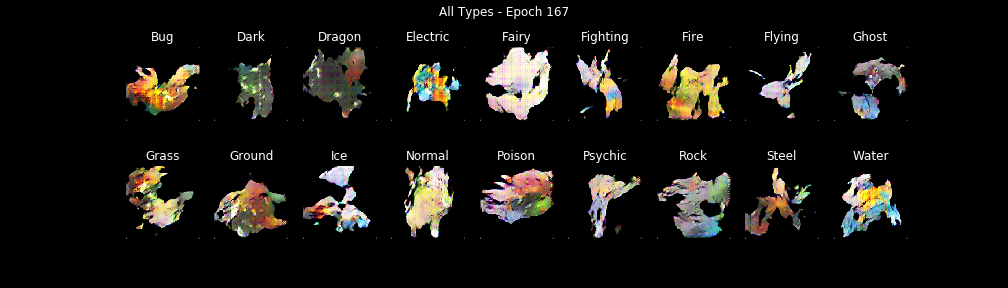 All Types - Epoch 167
Bug Dark Dragon Electric Fairy Fighting Fire Flying Ghost
Grass Ground Ice Normal Poison Psychic Rock Steel Water